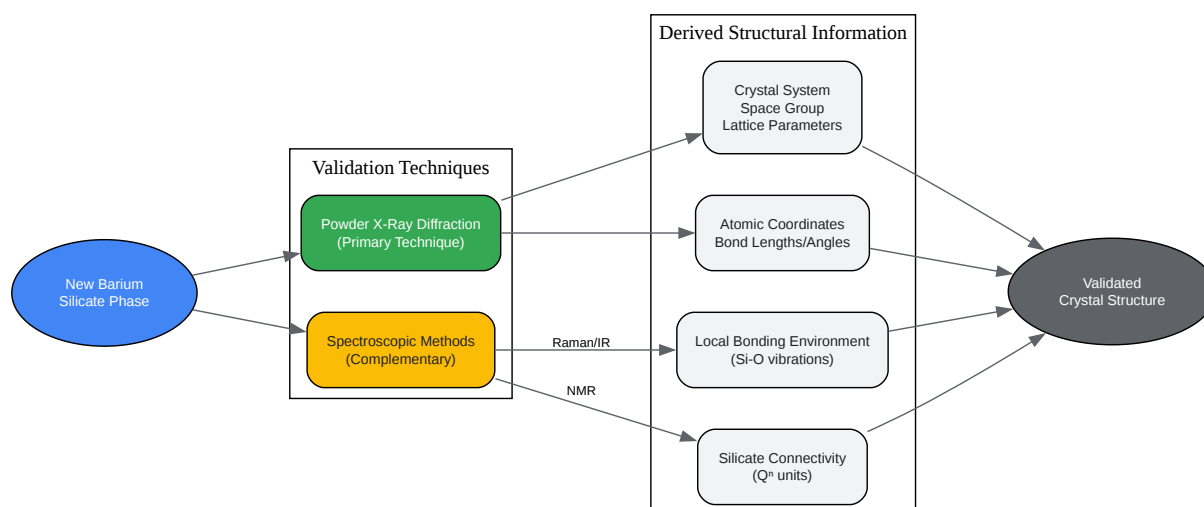 New Barium
Silicate Phase
Validation Techniques
Powder X-Ray Diffraction
(Primary Technique)
Spectroscopic Methods
(Complementary)
Raman/IR
NMR
Derived Structural Information
Crystal System
Space Group
Lattice Parameters
Atomic Coordinates
Bond Lengths/Angles
Local Bonding Environment
(Si-O vibrations)
Silicate Connectivity
(Qⁿ units)
Validated
Crystal Structure